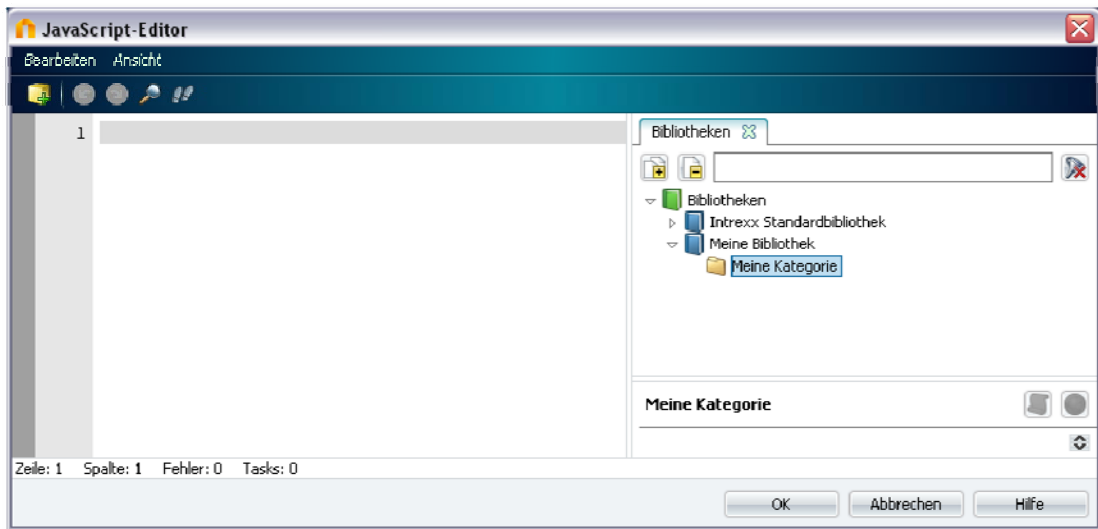 JavaScript-Editor
Bearbeiten Ansicht
1
Bibliotheken
Bibliotheken
Intrexx Standardbibliothek
Meine Bibliothek
Meine Kategorie
Meine Kategorie
Zeile: 1 Spalte: 1 Fehler: 0 Tasks: 0
OK Abbrechen Hilfe